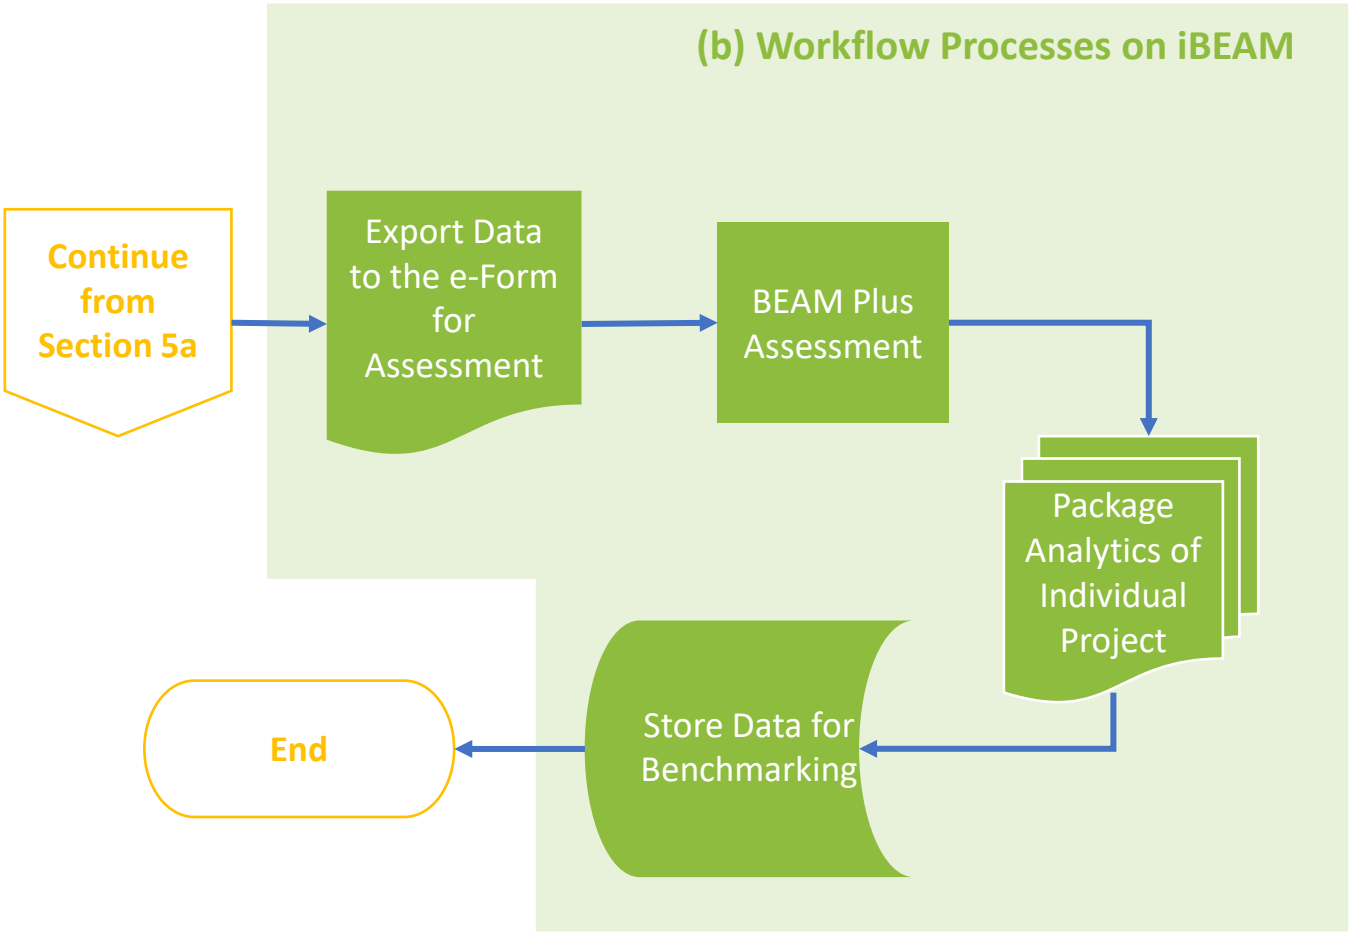 (b) Workflow Processes on iBEAM
Continue
from
Section 5a
Export Data
to the e-Form
for
Assessment
BEAM Plus
Assessment
Package
Analytics of
Individual
Project
Store Data for
Benchmarking
End